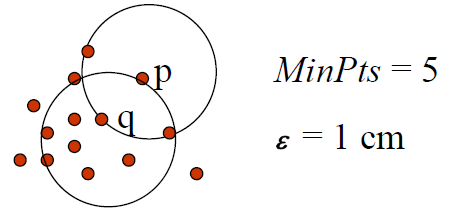 p
MinPts = 5
q
ε = 1 cm